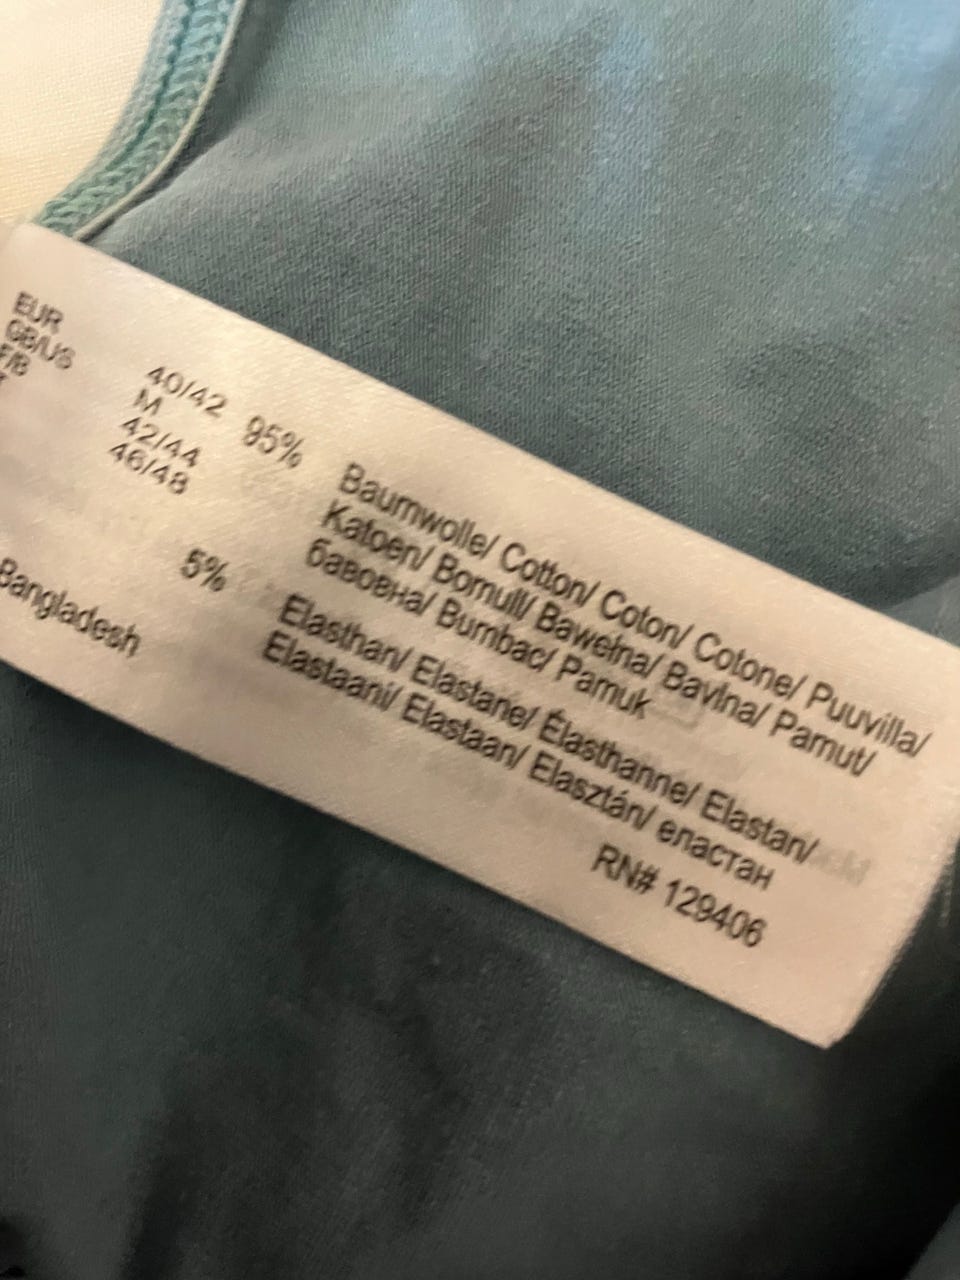 EUR 40/42
GB/US M
F/B 42/44
46/48
Bangladesh
95% Baumwolle/ Cotton/ Coton/ Cotone/ Puuvilla/
Katoen/ Bomull/ Bawełna/ Bavlna/ Pamut/
бавовна/ Bumbac/ Pamuk
5% Elasthan/ Elastane/ Élasthanne/ Elastan/
Elastaani/ Elastaan/ Elasztán/ еластан
RN# 129406